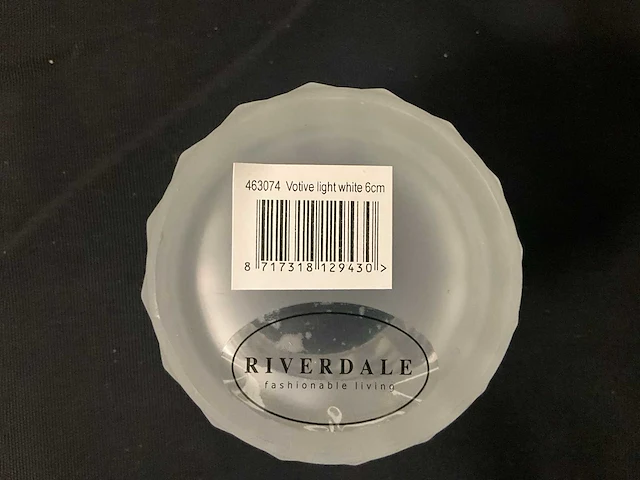 463074 Votive light white 6cm
8 717318 129430 >
RIVERDALE
fashionable living